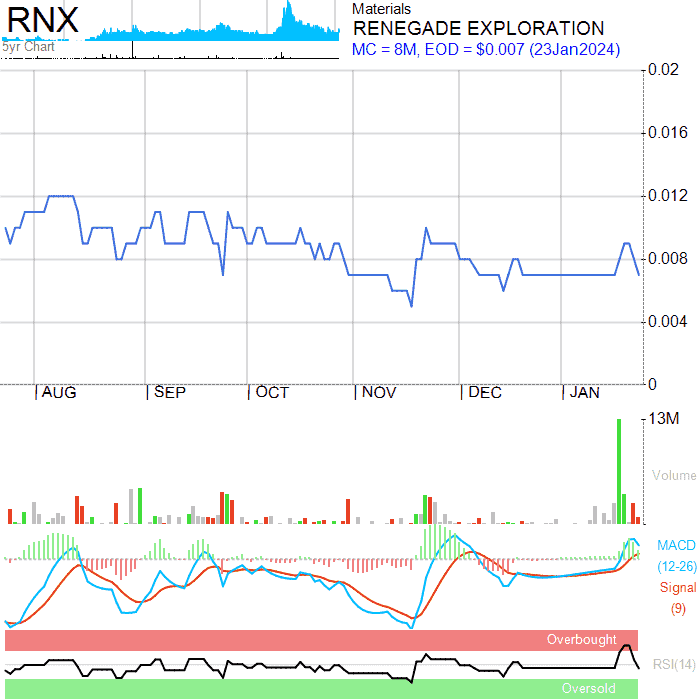 RNX
5yr Chart
Materials
RENEGADE EXPLORATION
MC = 8M, EOD = $0.007 (23Jan2024)
0.02
0.016
0.012
0.008
0.004
0
AUG SEP OCT NOV DEC JAN
13M
Volume
MACD
(12-26)
Signal
(9)
Overbought
RSI(14)
Oversold